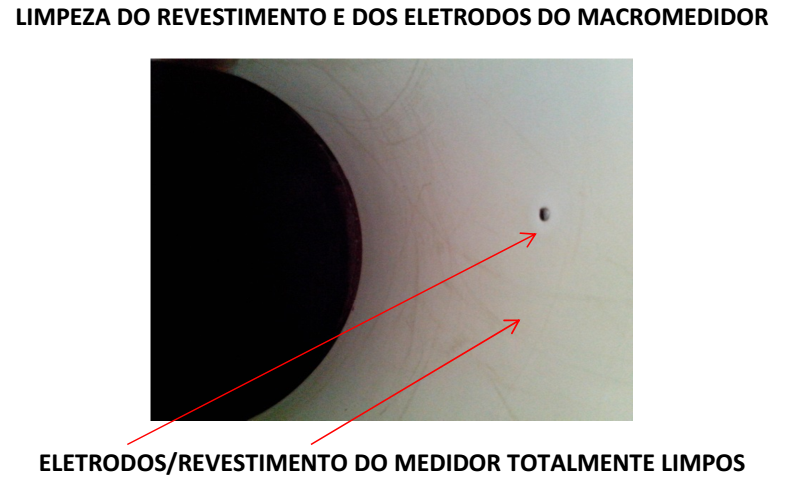 LIMPEZA DO REVESTIMENTO E DOS ELETRODOS DO MACROMEDIDOR
ELETRODOS/REVESTIMENTO DO MEDIDOR TOTALMENTE LIMPOS